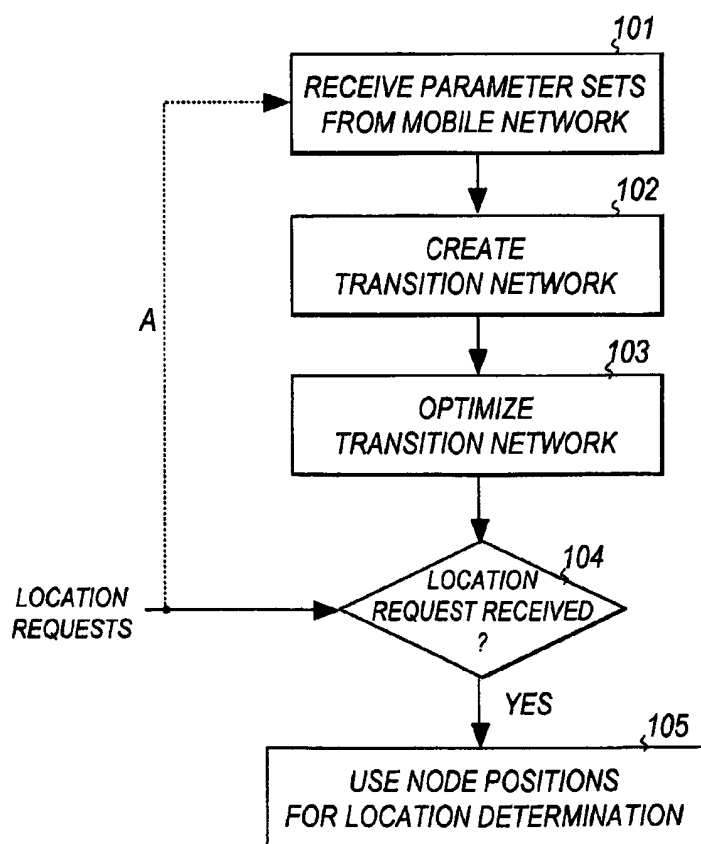 101
RECEIVE PARAMETER SETS
FROM MOBILE NETWORK
102
CREATE
TRANSITION NETWORK
A
103
OPTIMIZE
TRANSITION NETWORK
104
LOCATION
REQUEST RECEIVED
?
LOCATION
REQUESTS
YES
105
USE NODE POSITIONS
FOR LOCATION DETERMINATION